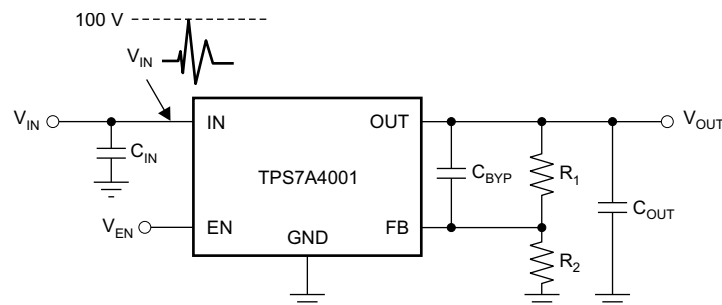 100 V
V_IN
V_IN
IN
OUT
V_OUT
C_IN
TPS7A4001
C_BYP
R_1
C_OUT
V_EN
EN
GND
FB
R_2